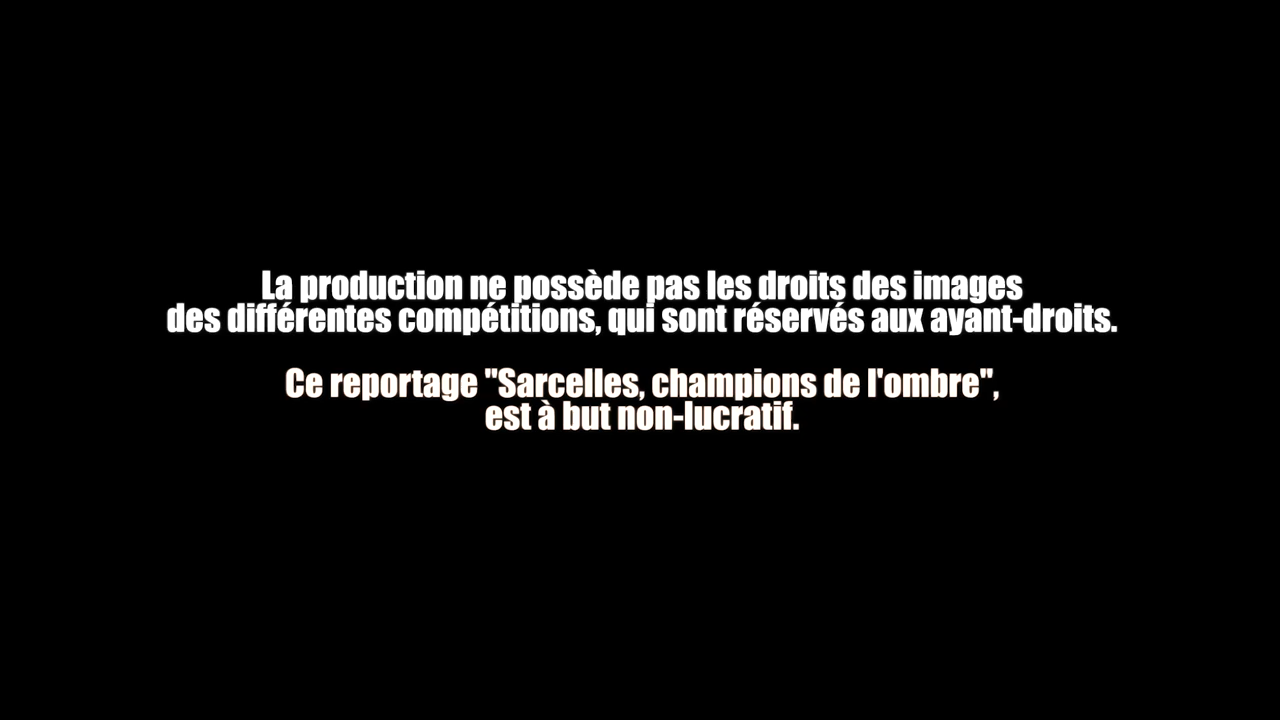 La production ne possède pas les droits des images
des différentes compétitions, qui sont réservés aux ayant-droits.
Ce reportage "Sarcelles, champions de l'ombre",
est à but non-lucratif.